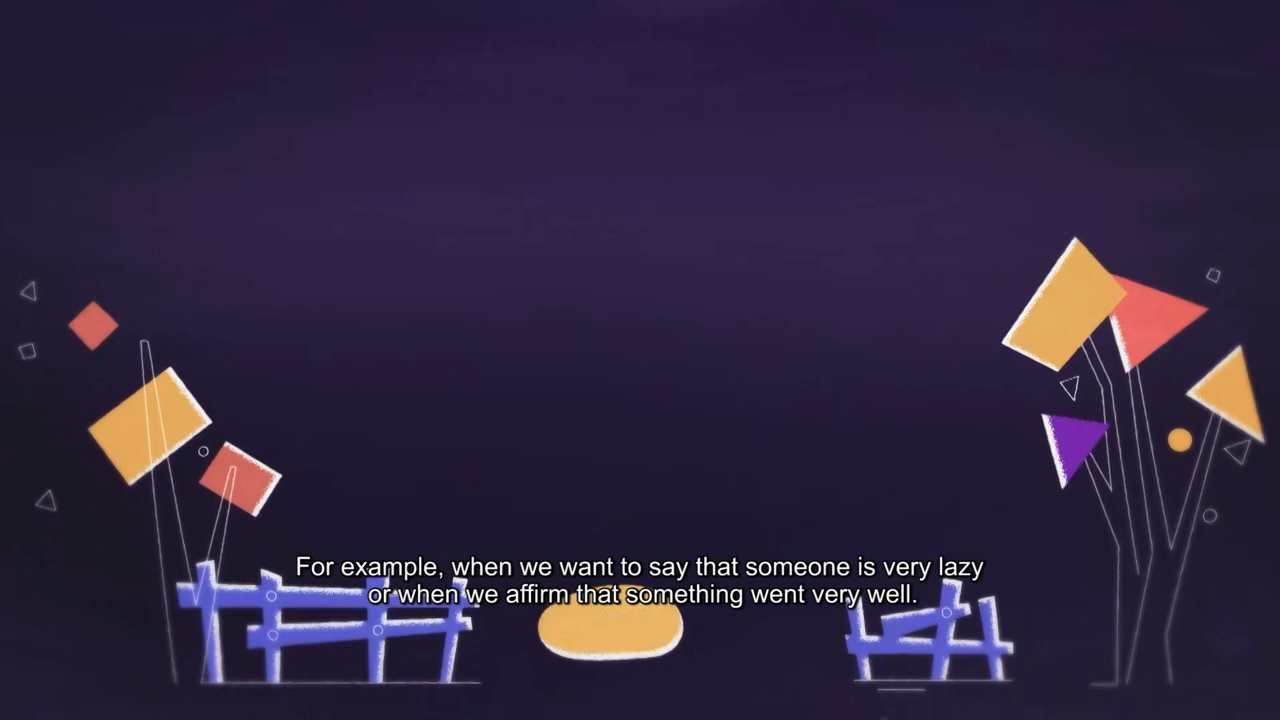 For example, when we want to say that someone is very lazy
or when we affirm that something went very well.